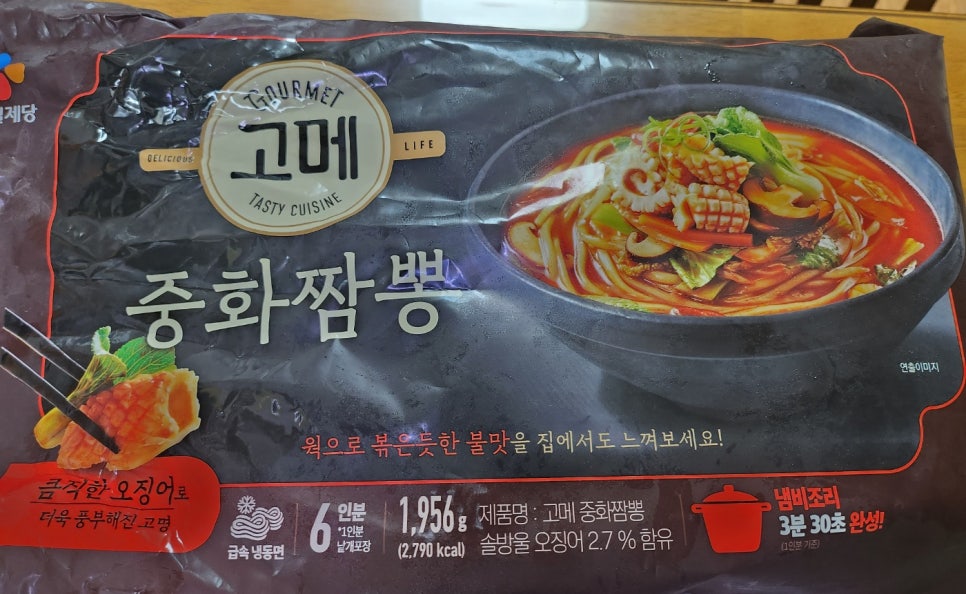 제당
GOURMET
고메
DELICIOUS
LIFE
TASTY CUISINE
중화짬뽕
연출이미지
웍으로 볶은듯한 불맛을 집에서도 느껴보세요!
큼직한 오징어로
더욱 풍부해진 고명
급속 냉동면
6 인분
*1인분
낱개포장
1,956 g
(2,790 kcal)
제품명 : 고메 중화짬뽕
솔방울 오징어 2.7 % 함유
냄비조리
3분 30초 완성!
(1인분 기준)